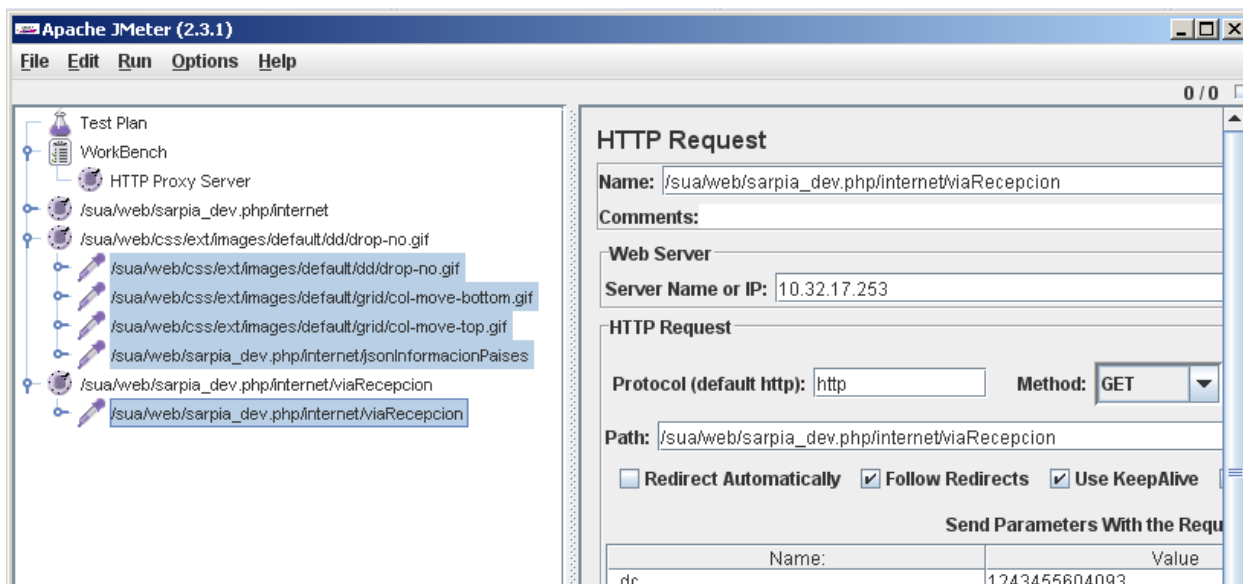 Apache JMeter (2.3.1)
File Edit Run Options Help
0 / 0
Test Plan
WorkBench
HTTP Proxy Server
/sua/web/sarpia_dev.php/internet
/sua/web/css/ext/images/default/dd/drop-no.gif
/sua/web/css/ext/images/default/dd/drop-no.gif
/sua/web/css/ext/images/default/grid/col-move-bottom.gif
/sua/web/css/ext/images/default/grid/col-move-top.gif
/sua/web/sarpia_dev.php/internet/jsonInformacionPaises
/sua/web/sarpia_dev.php/internet/viaRecepcion
/sua/web/sarpia_dev.php/internet/viaRecepcion
HTTP Request
Name: /sua/web/sarpia_dev.php/internet/viaRecepcion
Comments:
Web Server
Server Name or IP: 10.32.17.253
HTTP Request
Protocol (default http): http Method: GET
Path: /sua/web/sarpia_dev.php/internet/viaRecepcion
Redirect Automatically Follow Redirects Use KeepAlive
Send Parameters With the Requ
Name: Value
_dc 1243455604093